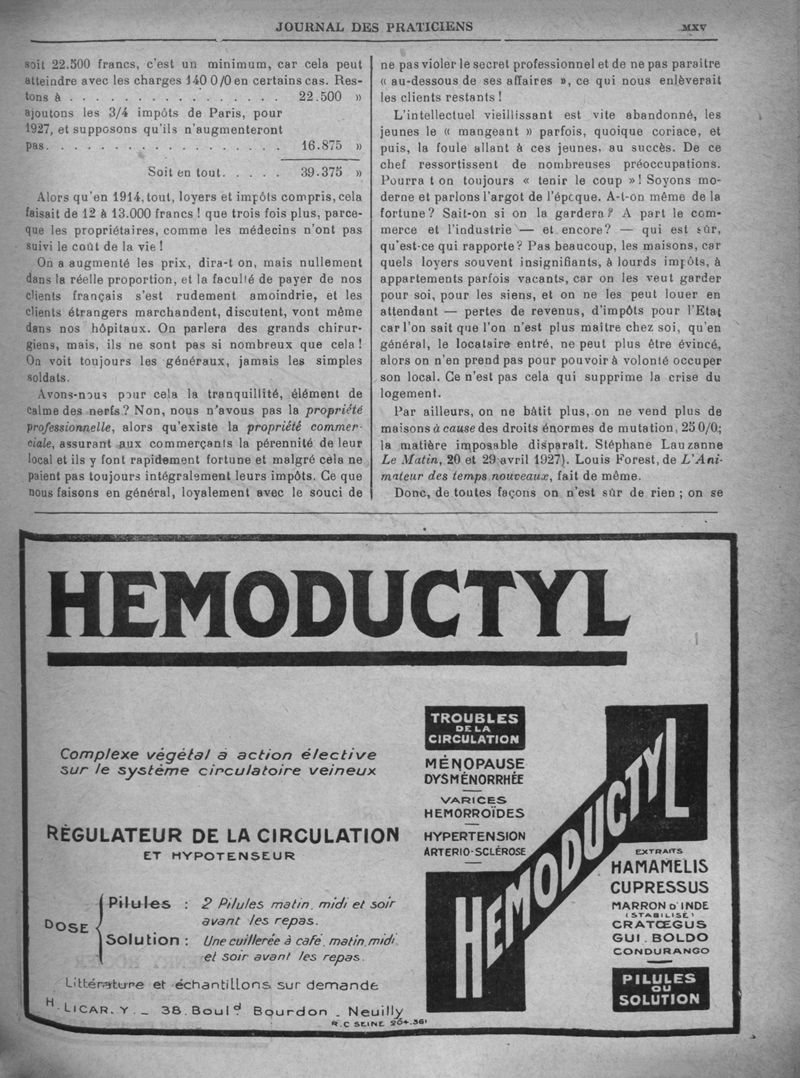 JOURNAL DES PRATICIENS
MXV
soit 22.500 francs, c'est un minimum, car cela peut
atteindre avec les charges 140 0/0 en certains cas. Res-
tons à . . . . . . . . . . . . . . . . 22.500 »
ajoutons les 3/4 impôts de Paris, pour
1927, et supposons qu'ils n'augmenteront
pas. . . . . . . . . . . . . . . . . . 16.875 »
Soit en tout. . . . . 39.375 »
Alors qu'en 1914, tout, loyers et impôts compris, cela
faisait de 12 à 13.000 francs ! que trois fois plus, parce-
que les propriétaires, comme les médecins n'ont pas
suivi le coût de la vie !
On a augmenté les prix, dira-t on, mais nullement
dans la réelle proportion, et la faculté de payer de nos
clients français s'est rudement amoindrie, et les
clients étrangers marchandent, discutent, vont même
dans nos hôpitaux. On parlera des grands chirur-
giens, mais, ils ne sont pas si nombreux que cela !
On voit toujours les généraux, jamais les simples
soldats.
Avons-nous pour cela la tranquillité, élément de
calme des nerfs ? Non, nous n'avous pas la propriété
professionnelle, alors qu'existe la propriété commer-
ciale, assurant aux commerçants la pérennité de leur
local et ils y font rapidement fortune et malgré cela ne
paient pas toujours intégralement leurs impôts. Ce que
nous faisons en général, loyalement avec le souci de
ne pas violer le secret professionnel et de ne pas paraitre
« au-dessous de ses affaires », ce qui nous enlèverait
les clients restants !
L'intellectuel vieillissant est vite abandonné, les
jeunes le « mangeant » parfois, quoique coriace, et
puis, la foule allant à ces jeunes, au succès. De ce
chef ressortissent de nombreuses préoccupations.
Pourra t on toujours « tenir le coup »! Soyons mo-
derne et parlons l'argot de l'époque. A-t-on même de la
fortune ? Sait-on si on la gardera ? A part le com-
merce et l'industrie — et encore ? — qui est sûr,
qu'est-ce qui rapporte ? Pas beaucoup, les maisons, car
quels loyers souvent insignifiants, à lourds impôts, à
appartements parfois vacants, car on les veut garder
pour soi, pour les siens, et on ne les peut louer en
attendant — pertes de revenus, d'impôts pour l'Etat
car l'on sait que l'on n'est plus maitre chez soi, qu'en
général, le locataire entré, ne peut plus être évincé,
alors on n'en prend pas pour pouvoir à volonté occuper
son local. Ce n'est pas cela qui supprime la crise du
logement.
Par ailleurs, on ne bâtit plus, on ne vend plus de
maisons à cause des droits énormes de mutation, 25 0/0;
la matière imposable disparaît. Stéphane Lauzanne
Le Matin, 20 et 29 avril 1927). Louis Forest, de L'Ani-
mateur des temps nouveaux, fait de même.
Donc, de toutes façons on n'est sûr de rien ; on se
HEMODUCTYL
Complexe végétal à action élective
sur le système circulatoire veineux
RÉGULATEUR DE LA CIRCULATION
ET HYPOTENSEUR
DOSE
Pilules : 2 Pilules matin, midi et soir
avant les repas.
Solution : Une cuillerée à café, matin, midi
et soir avant les repas.
Littérature et échantillons sur demande
H. LICAR. Y. _ 38. Boul.d Bourdon _ Neuilly
R.C SEINE 204.361
TROUBLES
DE LA
CIRCULATION
MÉNOPAUSE
DYSMÉNORRHÉE
VARICES
HEMORROÏDES
HYPERTENSION
ARTERIO-SCLÉROSE
HEMODUCTYL
EXTRAITS
HAMAMELIS
CUPRESSUS
MARRON D'INDE
(STABILISÉ)
CRATŒGUS
GUI . BOLDO
CONDURANGO
PILULES
OU
SOLUTION